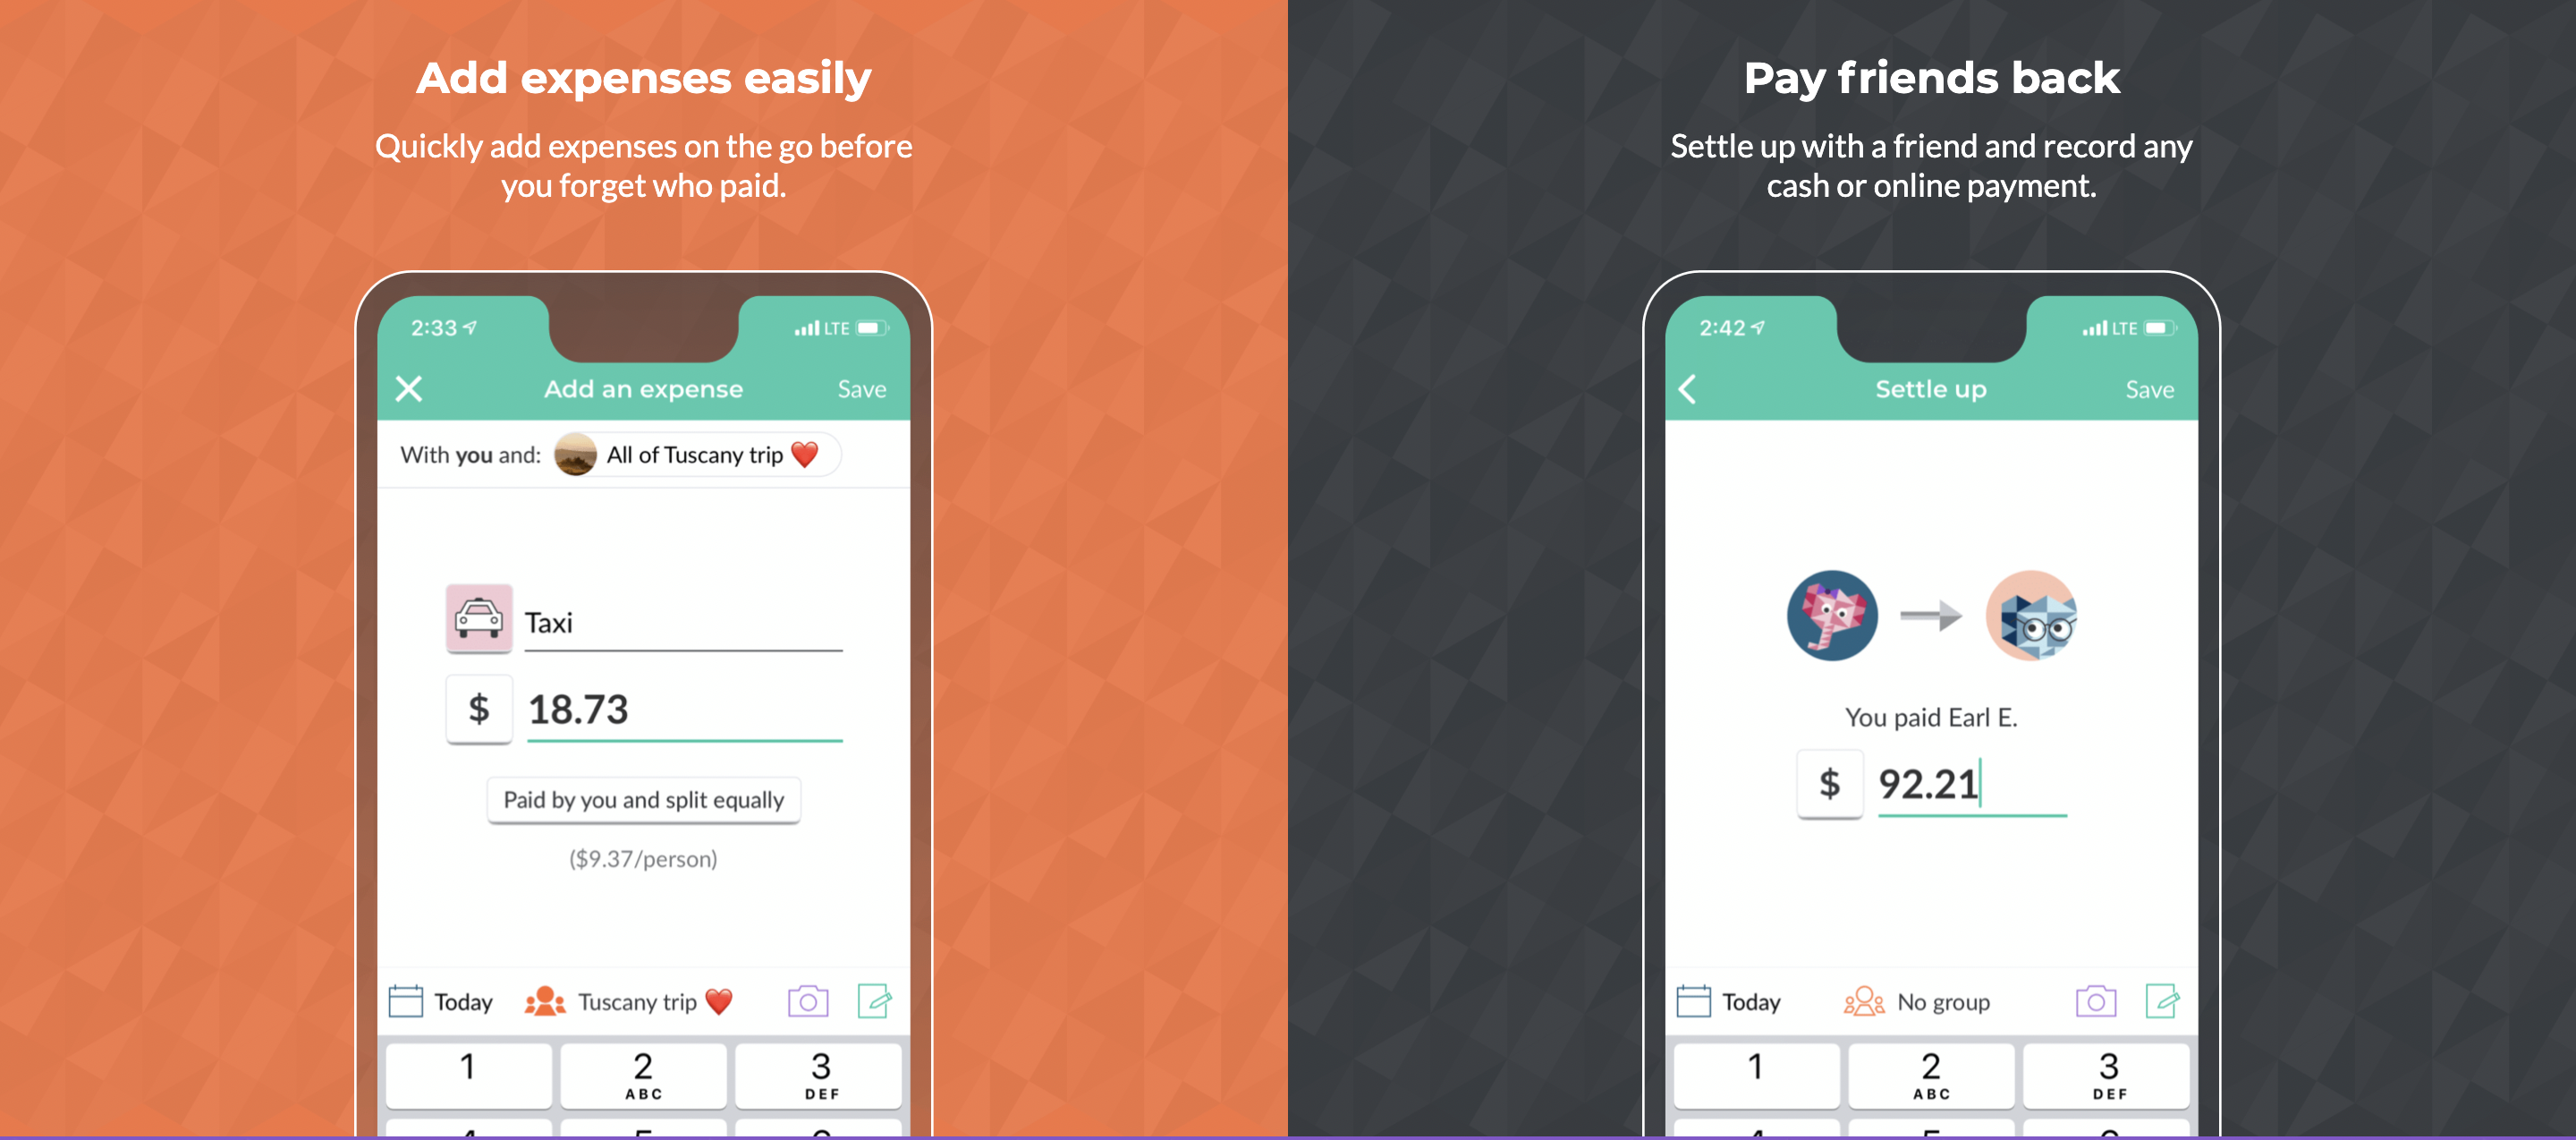 Add expenses easily
Quickly add expenses on the go before
you forget who paid.
2:33 LTE
Add an expense Save
With you and: All of Tuscany trip ❤️
Taxi
$ 18.73
Paid by you and split equally
($9.37/person)
Today Tuscany trip ❤️
1 2 3
ABC DEF
Pay friends back
Settle up with a friend and record any
cash or online payment.
2:42 LTE
Settle up Save
You paid Earl E.
$ 92.21
Today No group
1 2 3
ABC DEF